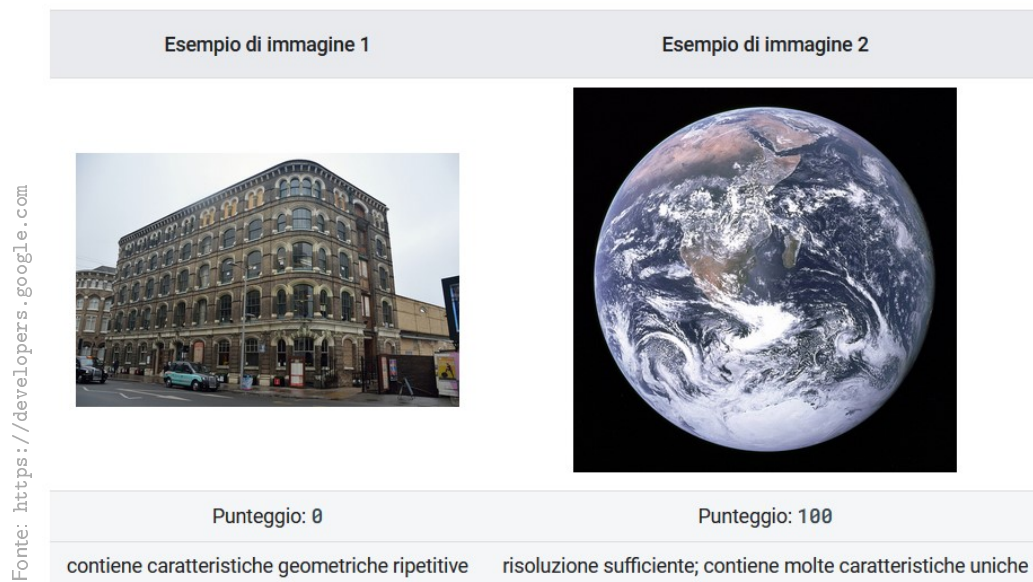 Esempio di immagine 1
Esempio di immagine 2
Punteggio: 0
Punteggio: 100
contiene caratteristiche geometriche ripetitive
risoluzione sufficiente; contiene molte caratteristiche uniche
Fonte: https://developers.google.com